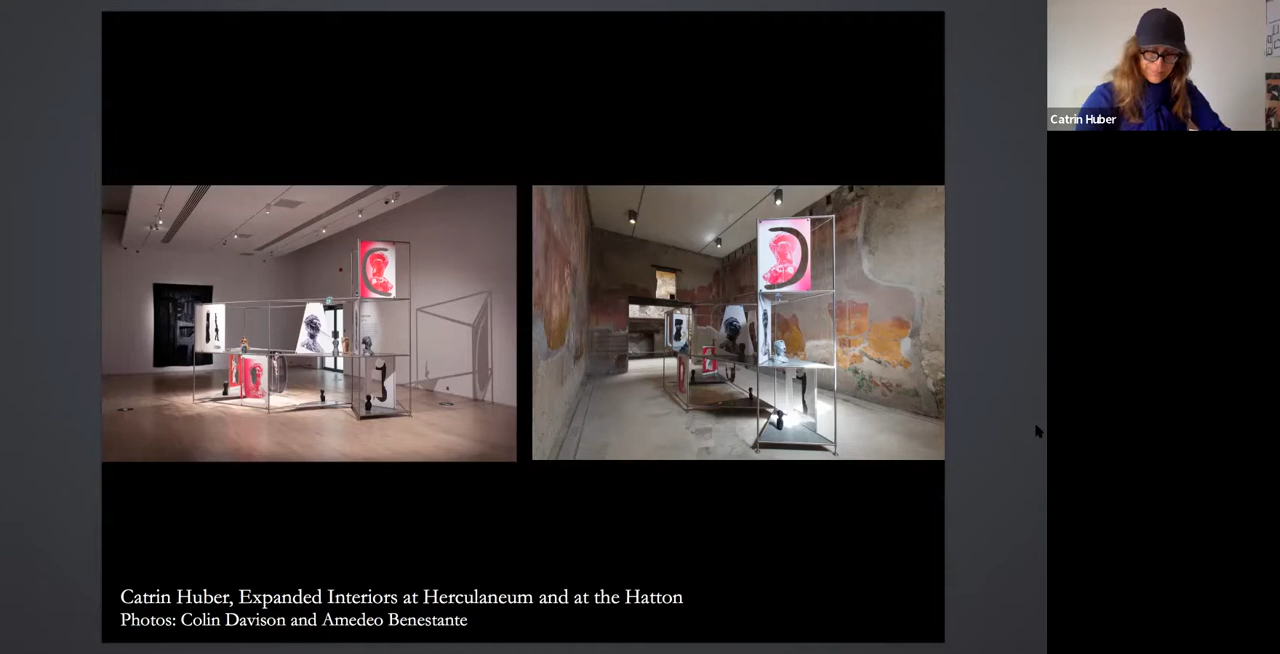 Catrin Huber
Catrin Huber, Expanded Interiors at Herculaneum and at the Hatton
Photos: Colin Davison and Amedeo Benestante